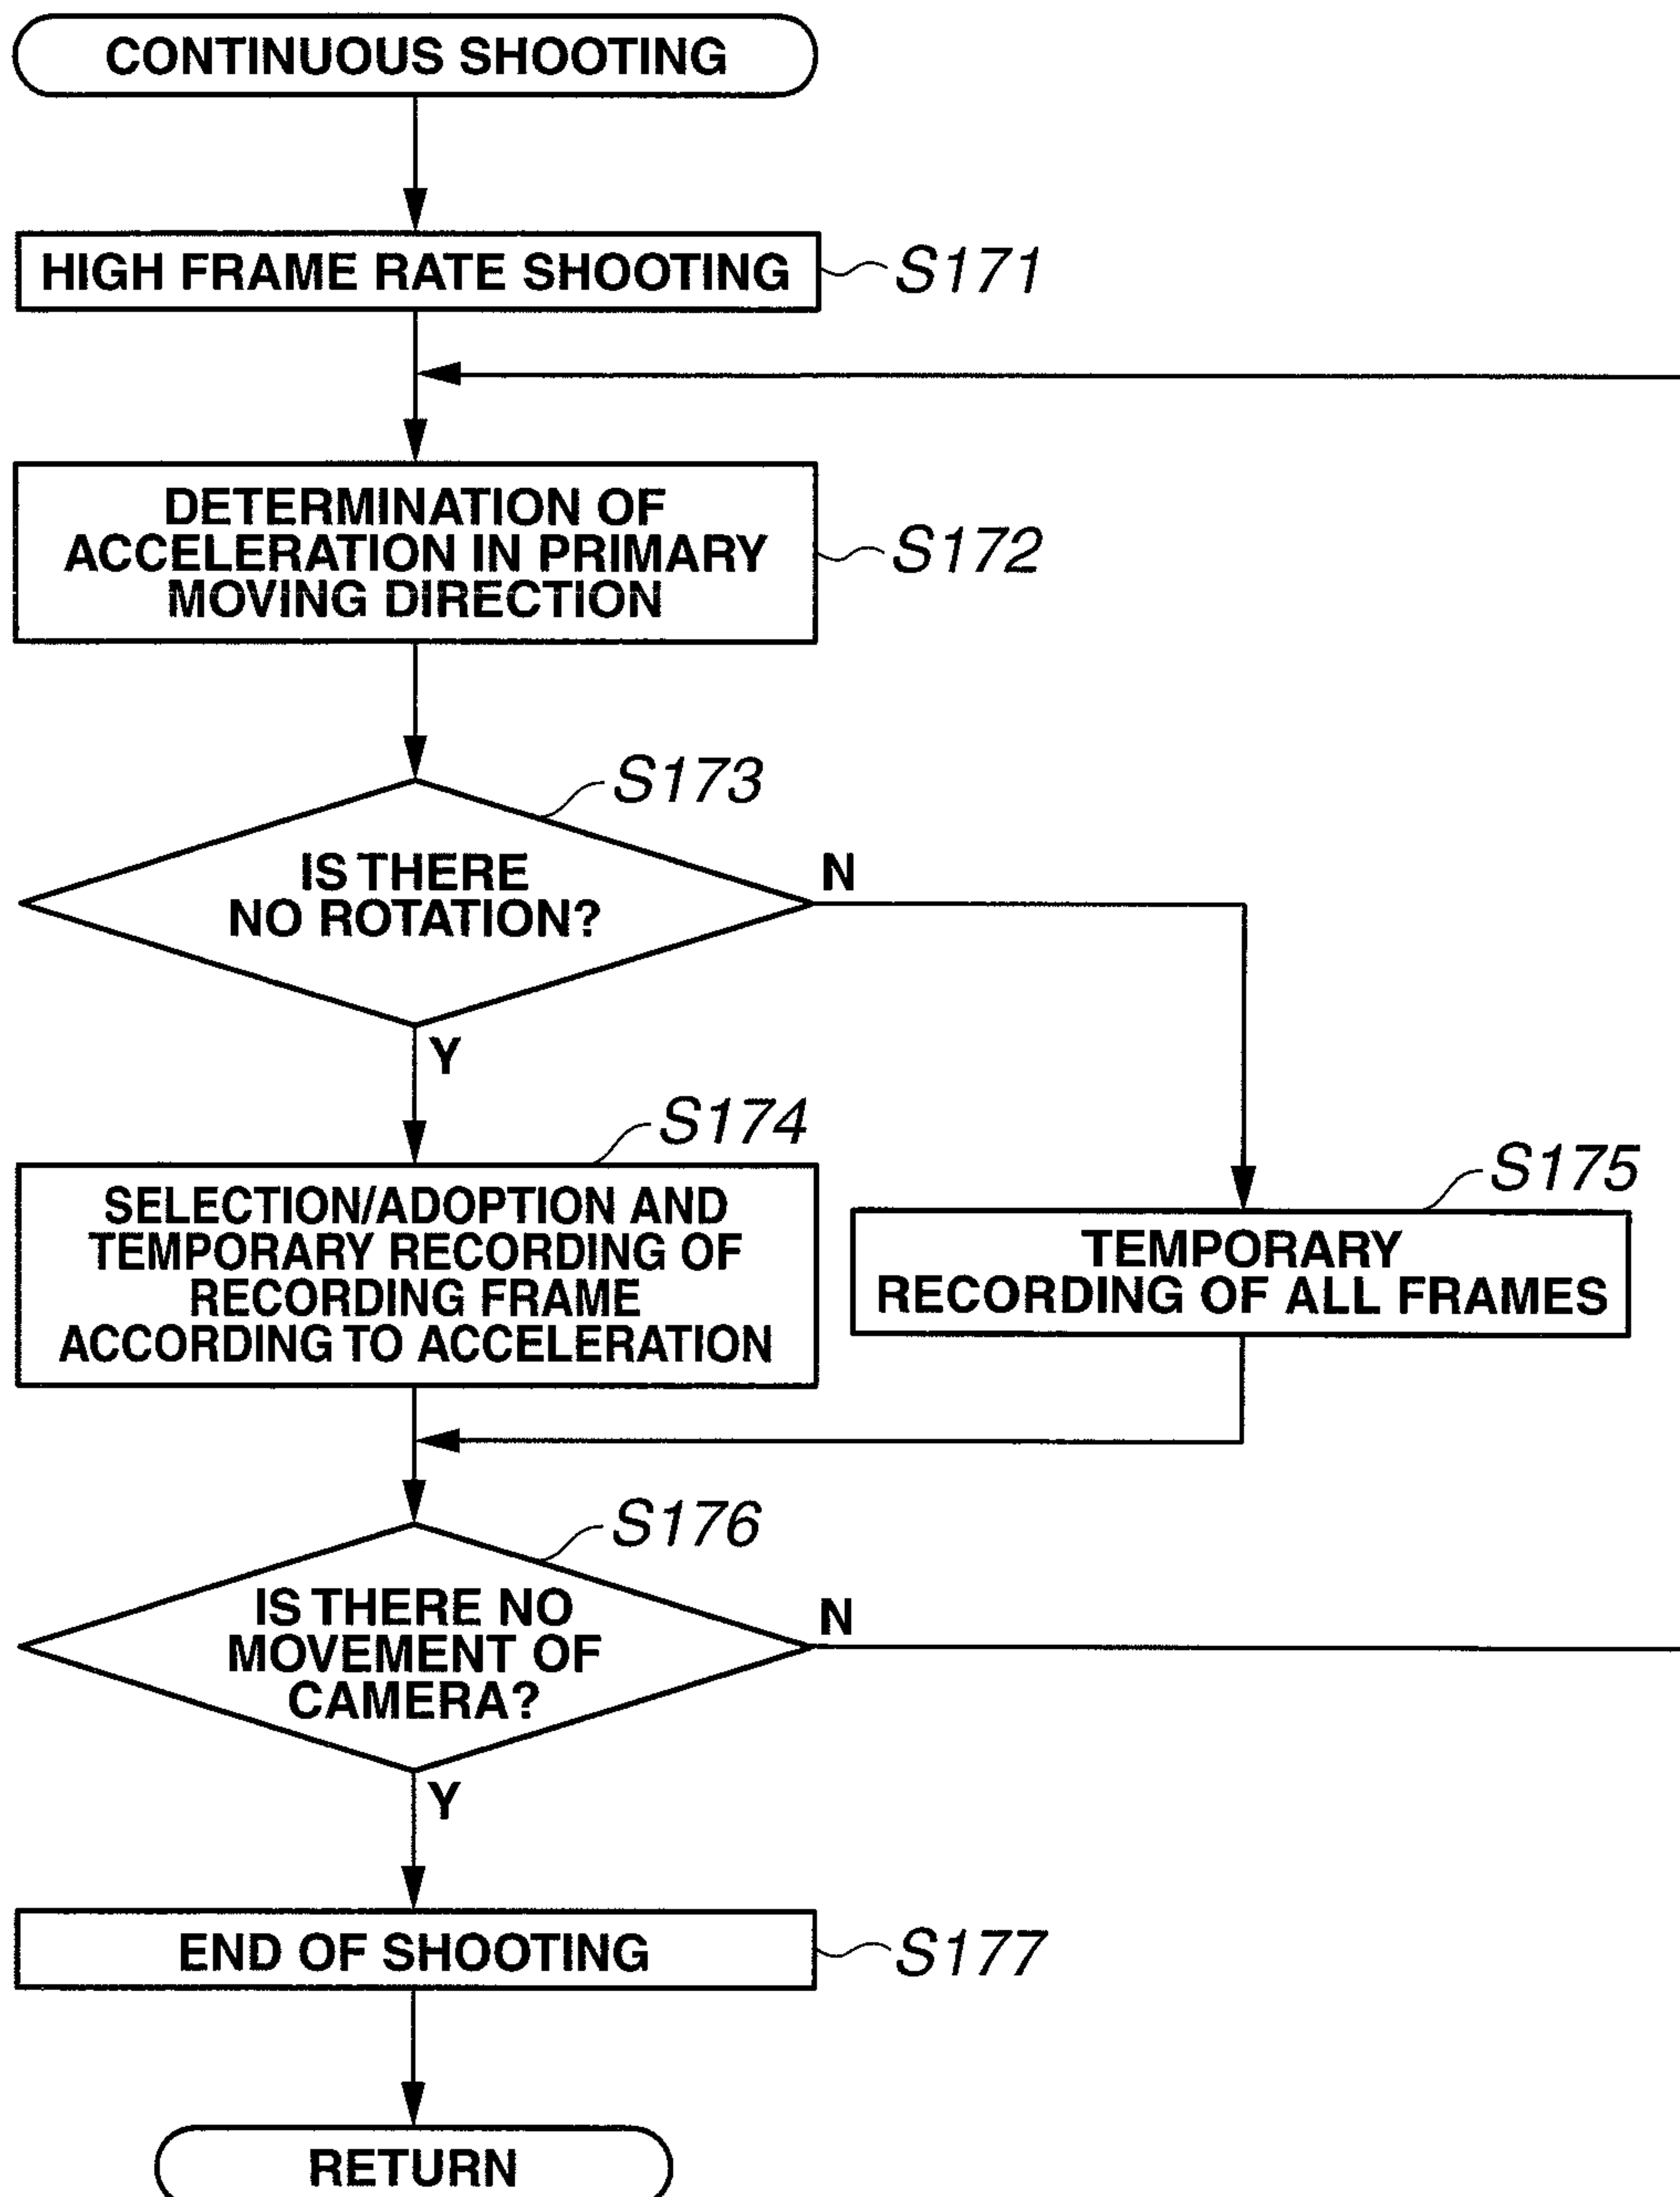 CONTINUOUS SHOOTING
HIGH FRAME RATE SHOOTING
S171
DETERMINATION OF
ACCELERATION IN PRIMARY
MOVING DIRECTION
S172
S173
IS THERE
NO ROTATION?
N
Y
S174
SELECTION/ADOPTION AND
TEMPORARY RECORDING OF
RECORDING FRAME
ACCORDING TO ACCELERATION
S175
TEMPORARY
RECORDING OF ALL FRAMES
S176
IS THERE NO
MOVEMENT OF
CAMERA?
N
Y
END OF SHOOTING
S177
RETURN